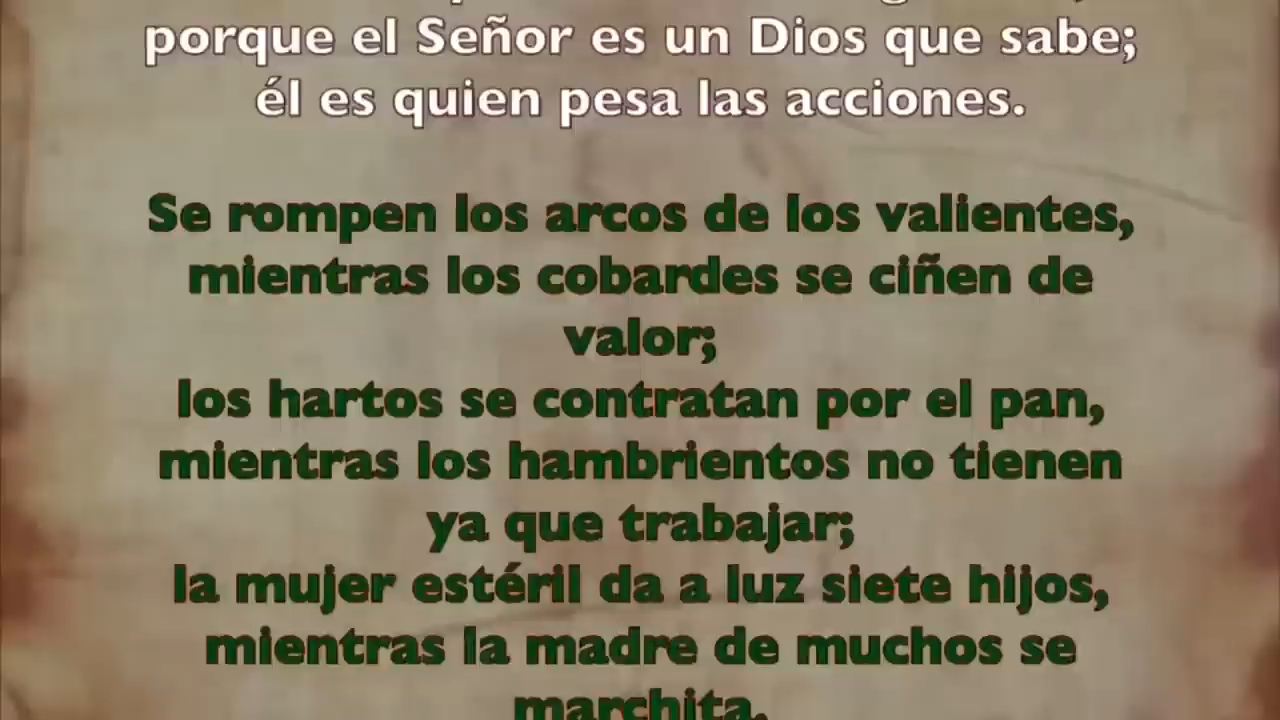 porque el Señor es un Dios que sabe;
él es quien pesa las acciones.
Se rompen los arcos de los valientes,
mientras los cobardes se ciñen de
valor;
los hartos se contratan por el pan,
mientras los hambrientos no tienen
ya que trabajar;
la mujer estéril da a luz siete hijos,
mientras la madre de muchos se
marchita.